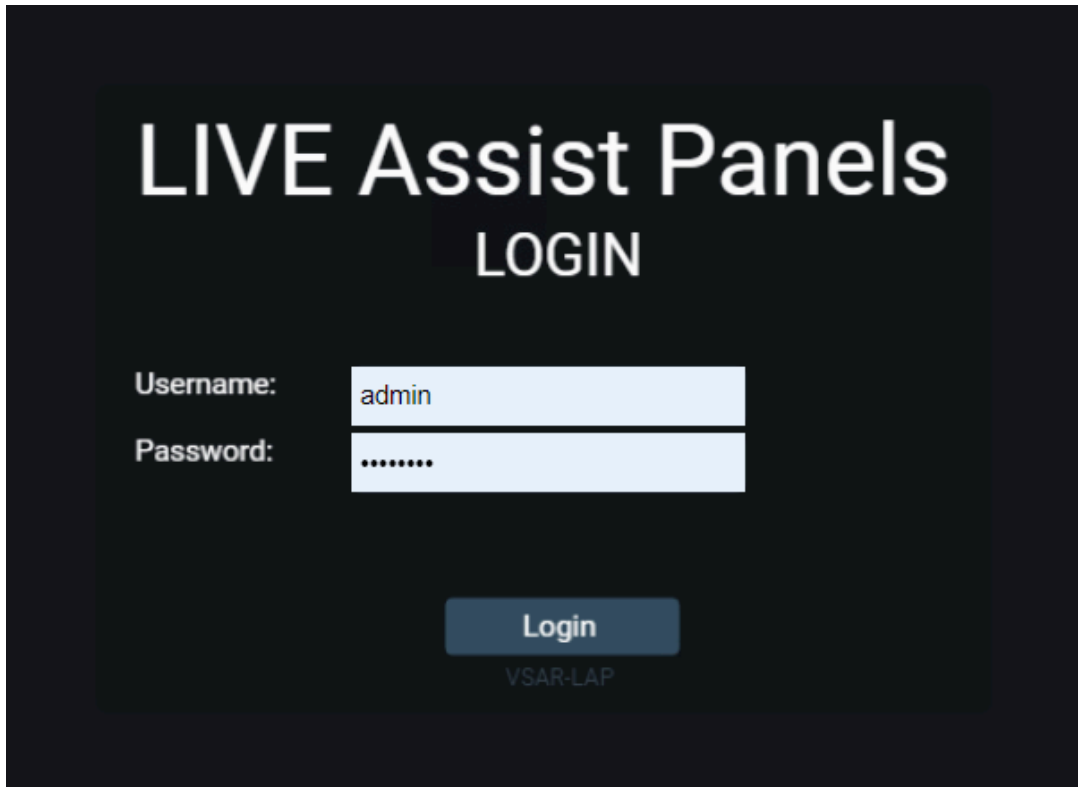 LIVE Assist Panels
LOGIN
Username: admin
Password: ••••••••
Login
VSAR-LAP